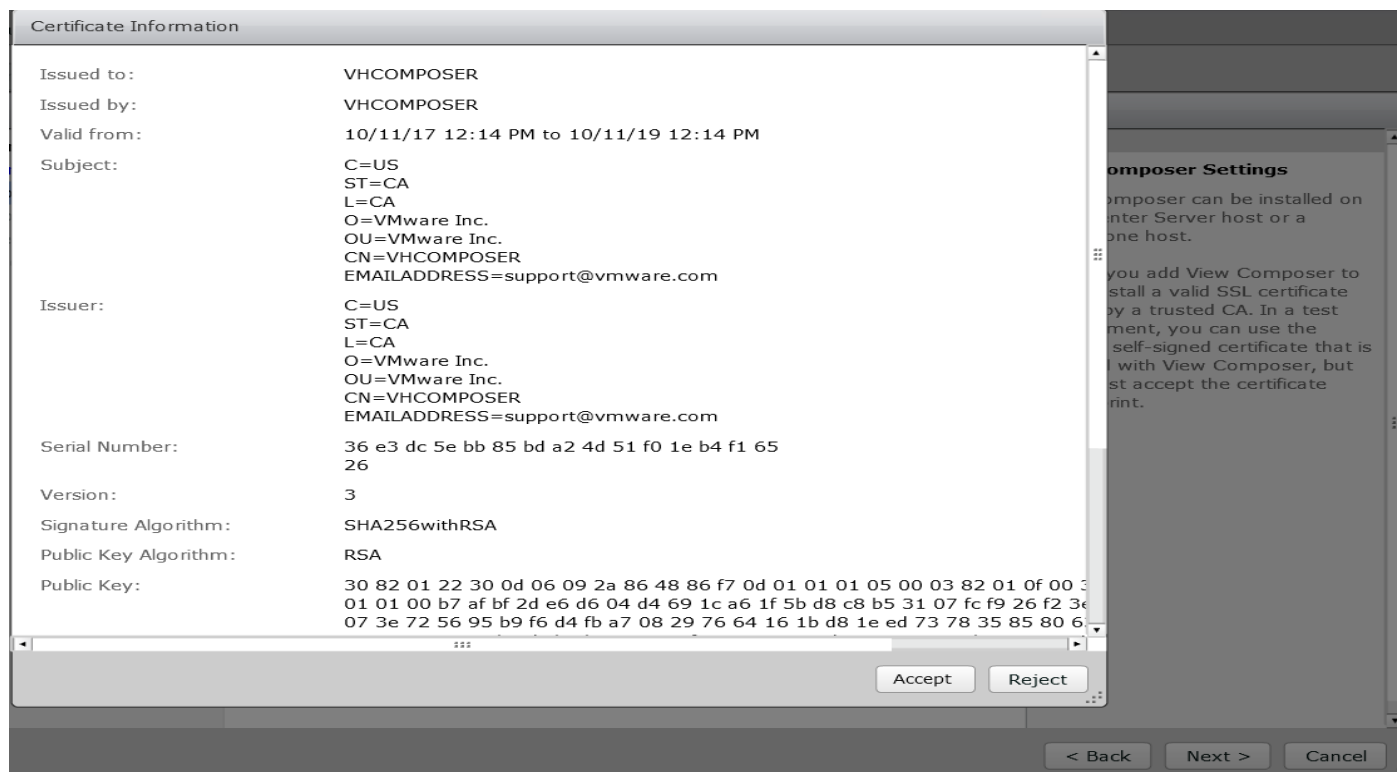 Certificate Information
Issued to: VHCOMPOSER
Issued by: VHCOMPOSER
Valid from: 10/11/17 12:14 PM to 10/11/19 12:14 PM
Subject: C=US
ST=CA
L=CA
O=VMware Inc.
OU=VMware Inc.
CN=VHCOMPOSER
EMAILADDRESS=support@vmware.com
Issuer: C=US
ST=CA
L=CA
O=VMware Inc.
OU=VMware Inc.
CN=VHCOMPOSER
EMAILADDRESS=support@vmware.com
Serial Number: 36 e3 dc 5e bb 85 bd a2 4d 51 f0 1e b4 f1 65
26
Version: 3
Signature Algorithm: SHA256withRSA
Public Key Algorithm: RSA
Public Key: 30 82 01 22 30 0d 06 09 2a 86 48 86 f7 0d 01 01 01 05 00 03 82 01 0f 00
01 01 00 b7 af bf 2d e6 d6 04 d4 69 1c a6 1f 5b d8 c8 b5 31 07 fc f9 26 f2
07 3e 72 56 95 b9 f6 d4 fb a7 08 29 76 64 16 1b d8 1e ed 73 78 35 85 80
Accept Reject
omposer Settings
omposer can be installed on
nter Server host or a
one host.
you add View Composer to
stall a valid SSL certificate
by a trusted CA. In a test
ment, you can use the
self-signed certificate that is
with View Composer, but
st accept the certificate
rint.
< Back Next > Cancel